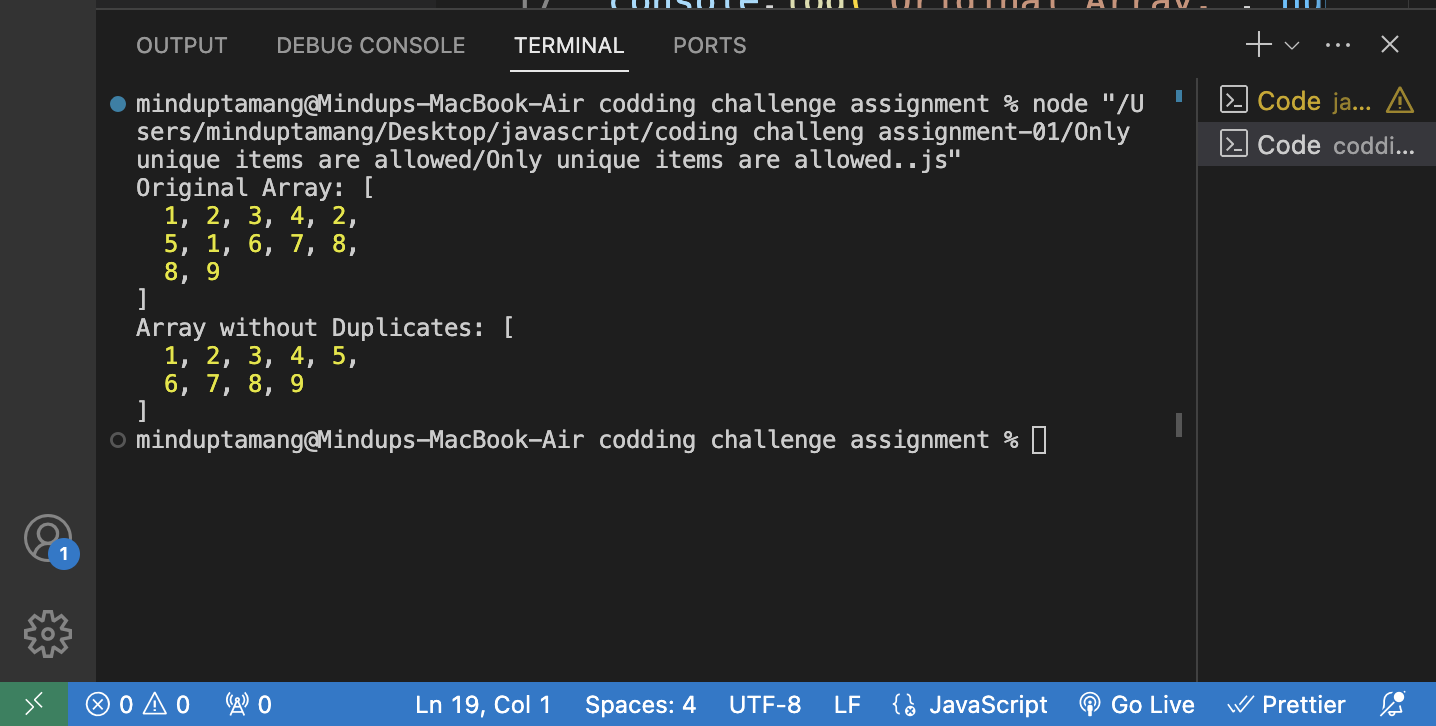 OUTPUT DEBUG CONSOLE TERMINAL PORTS
minduptamang@Mindups-MacBook-Air codding challenge assignment % node "/U
sers/minduptamang/Desktop/javascript/coding challeng assignment-01/Only
unique items are allowed/Only unique items are allowed..js"
Original Array: [
1, 2, 3, 4, 2,
5, 1, 6, 7, 8,
8, 9
]
Array without Duplicates: [
1, 2, 3, 4, 5,
6, 7, 8, 9
]
minduptamang@Mindups-MacBook-Air codding challenge assignment %
Code ja...
Code coddi...
1
0 0 0 Ln 19, Col 1 Spaces: 4 UTF-8 LF JavaScript Go Live Prettier